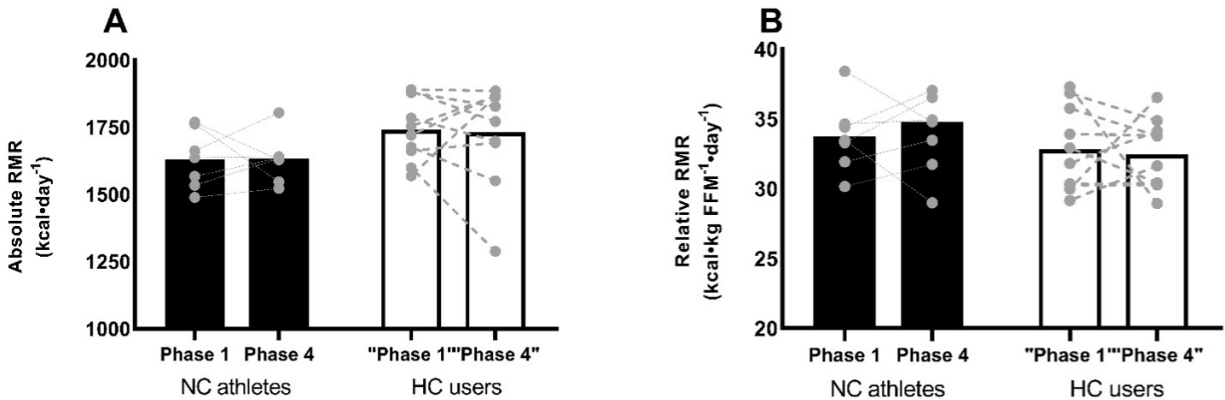 A
Absolute RMR
(kcal•day⁻¹)
2000
1750
1500
1250
1000
Phase 1 Phase 4 "Phase 1""Phase 4"
NC athletes HC users
B
Relative RMR
(kcal•kg FFM⁻¹•day⁻¹)
40
35
30
25
20
Phase 1 Phase 4 "Phase 1""Phase 4"
NC athletes HC users